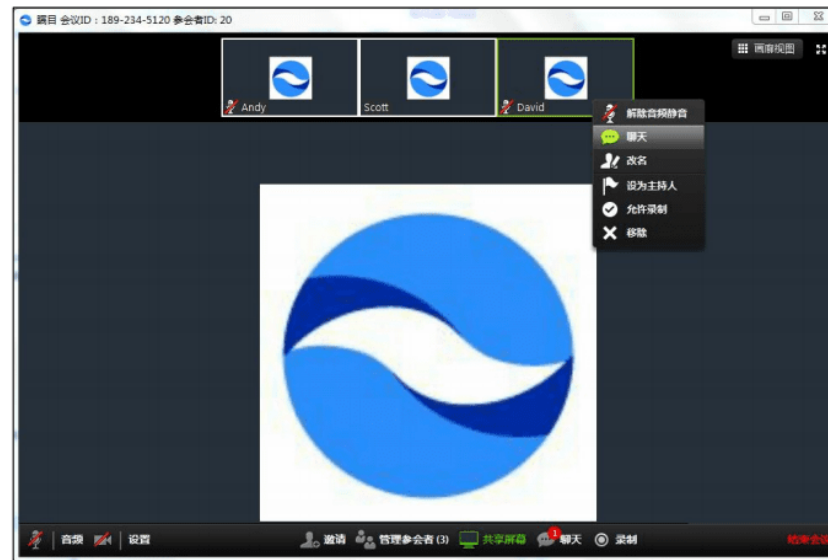 瞩目 会议ID：189-234-5120 参会者ID: 20
画廊视图
Andy
Scott
David
解除音频静音
聊天
改名
设为主持人
允许录制
移除
音频
设置
邀请
管理参会者(3)
共享屏幕
1
聊天
录制
结束会议